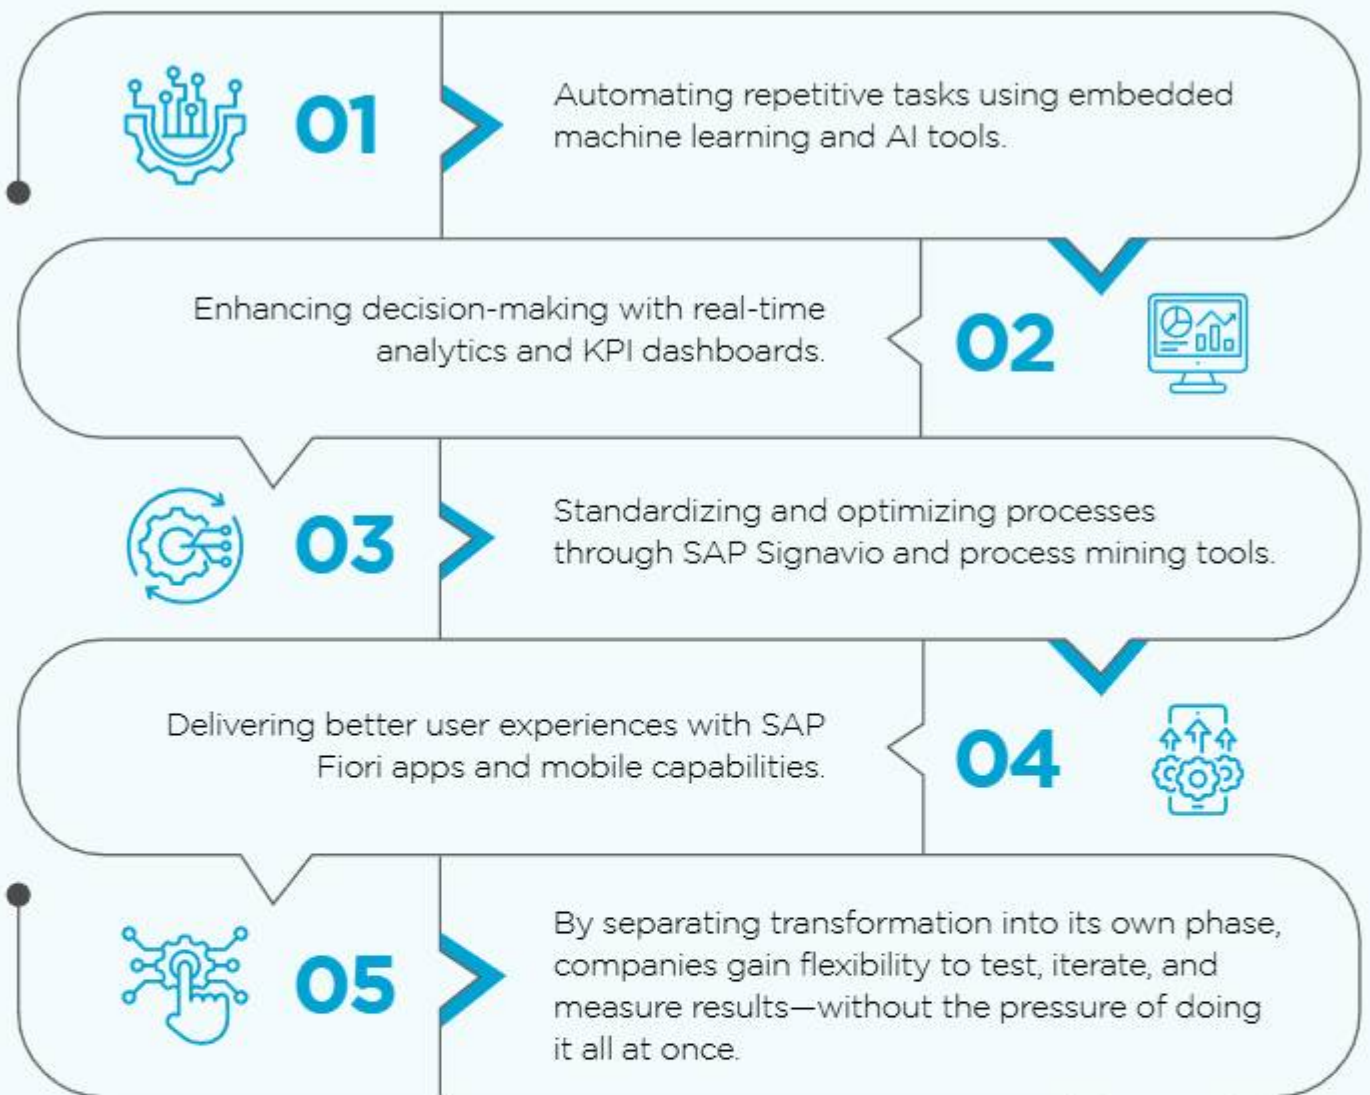 01
Automating repetitive tasks using embedded
machine learning and AI tools.
Enhancing decision-making with real-time
analytics and KPI dashboards.
02
03
Standardizing and optimizing processes
through SAP Signavio and process mining tools.
Delivering better user experiences with SAP
Fiori apps and mobile capabilities.
04
05
By separating transformation into its own phase,
companies gain flexibility to test, iterate, and
measure results—without the pressure of doing
it all at once.